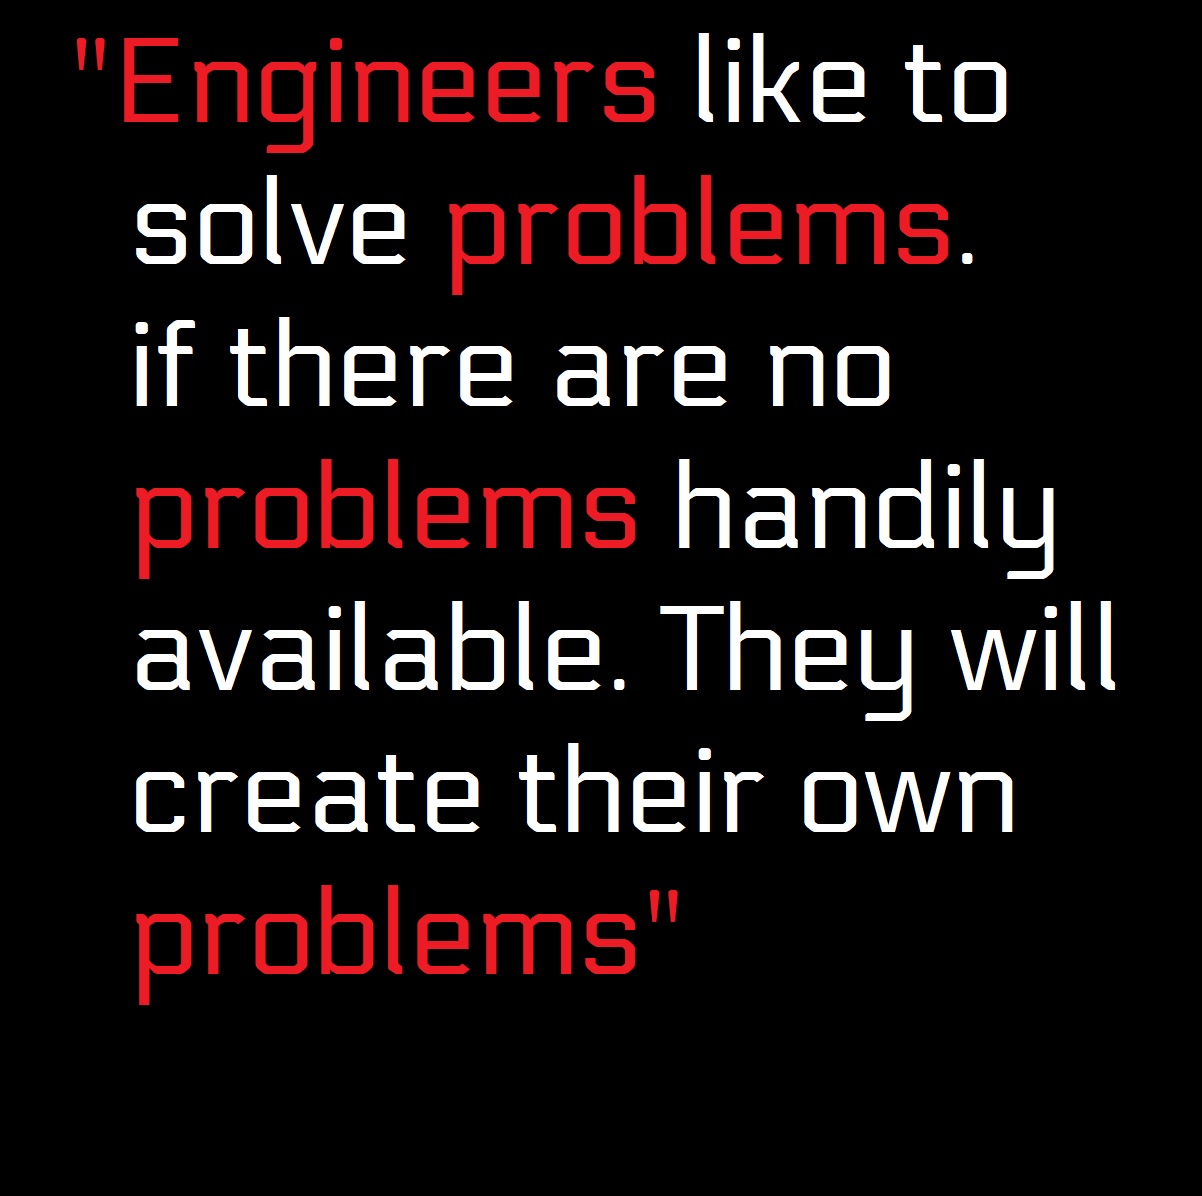 "Engineers like to
solve problems.
if there are no
problems handily
available. They will
create their own
problems"